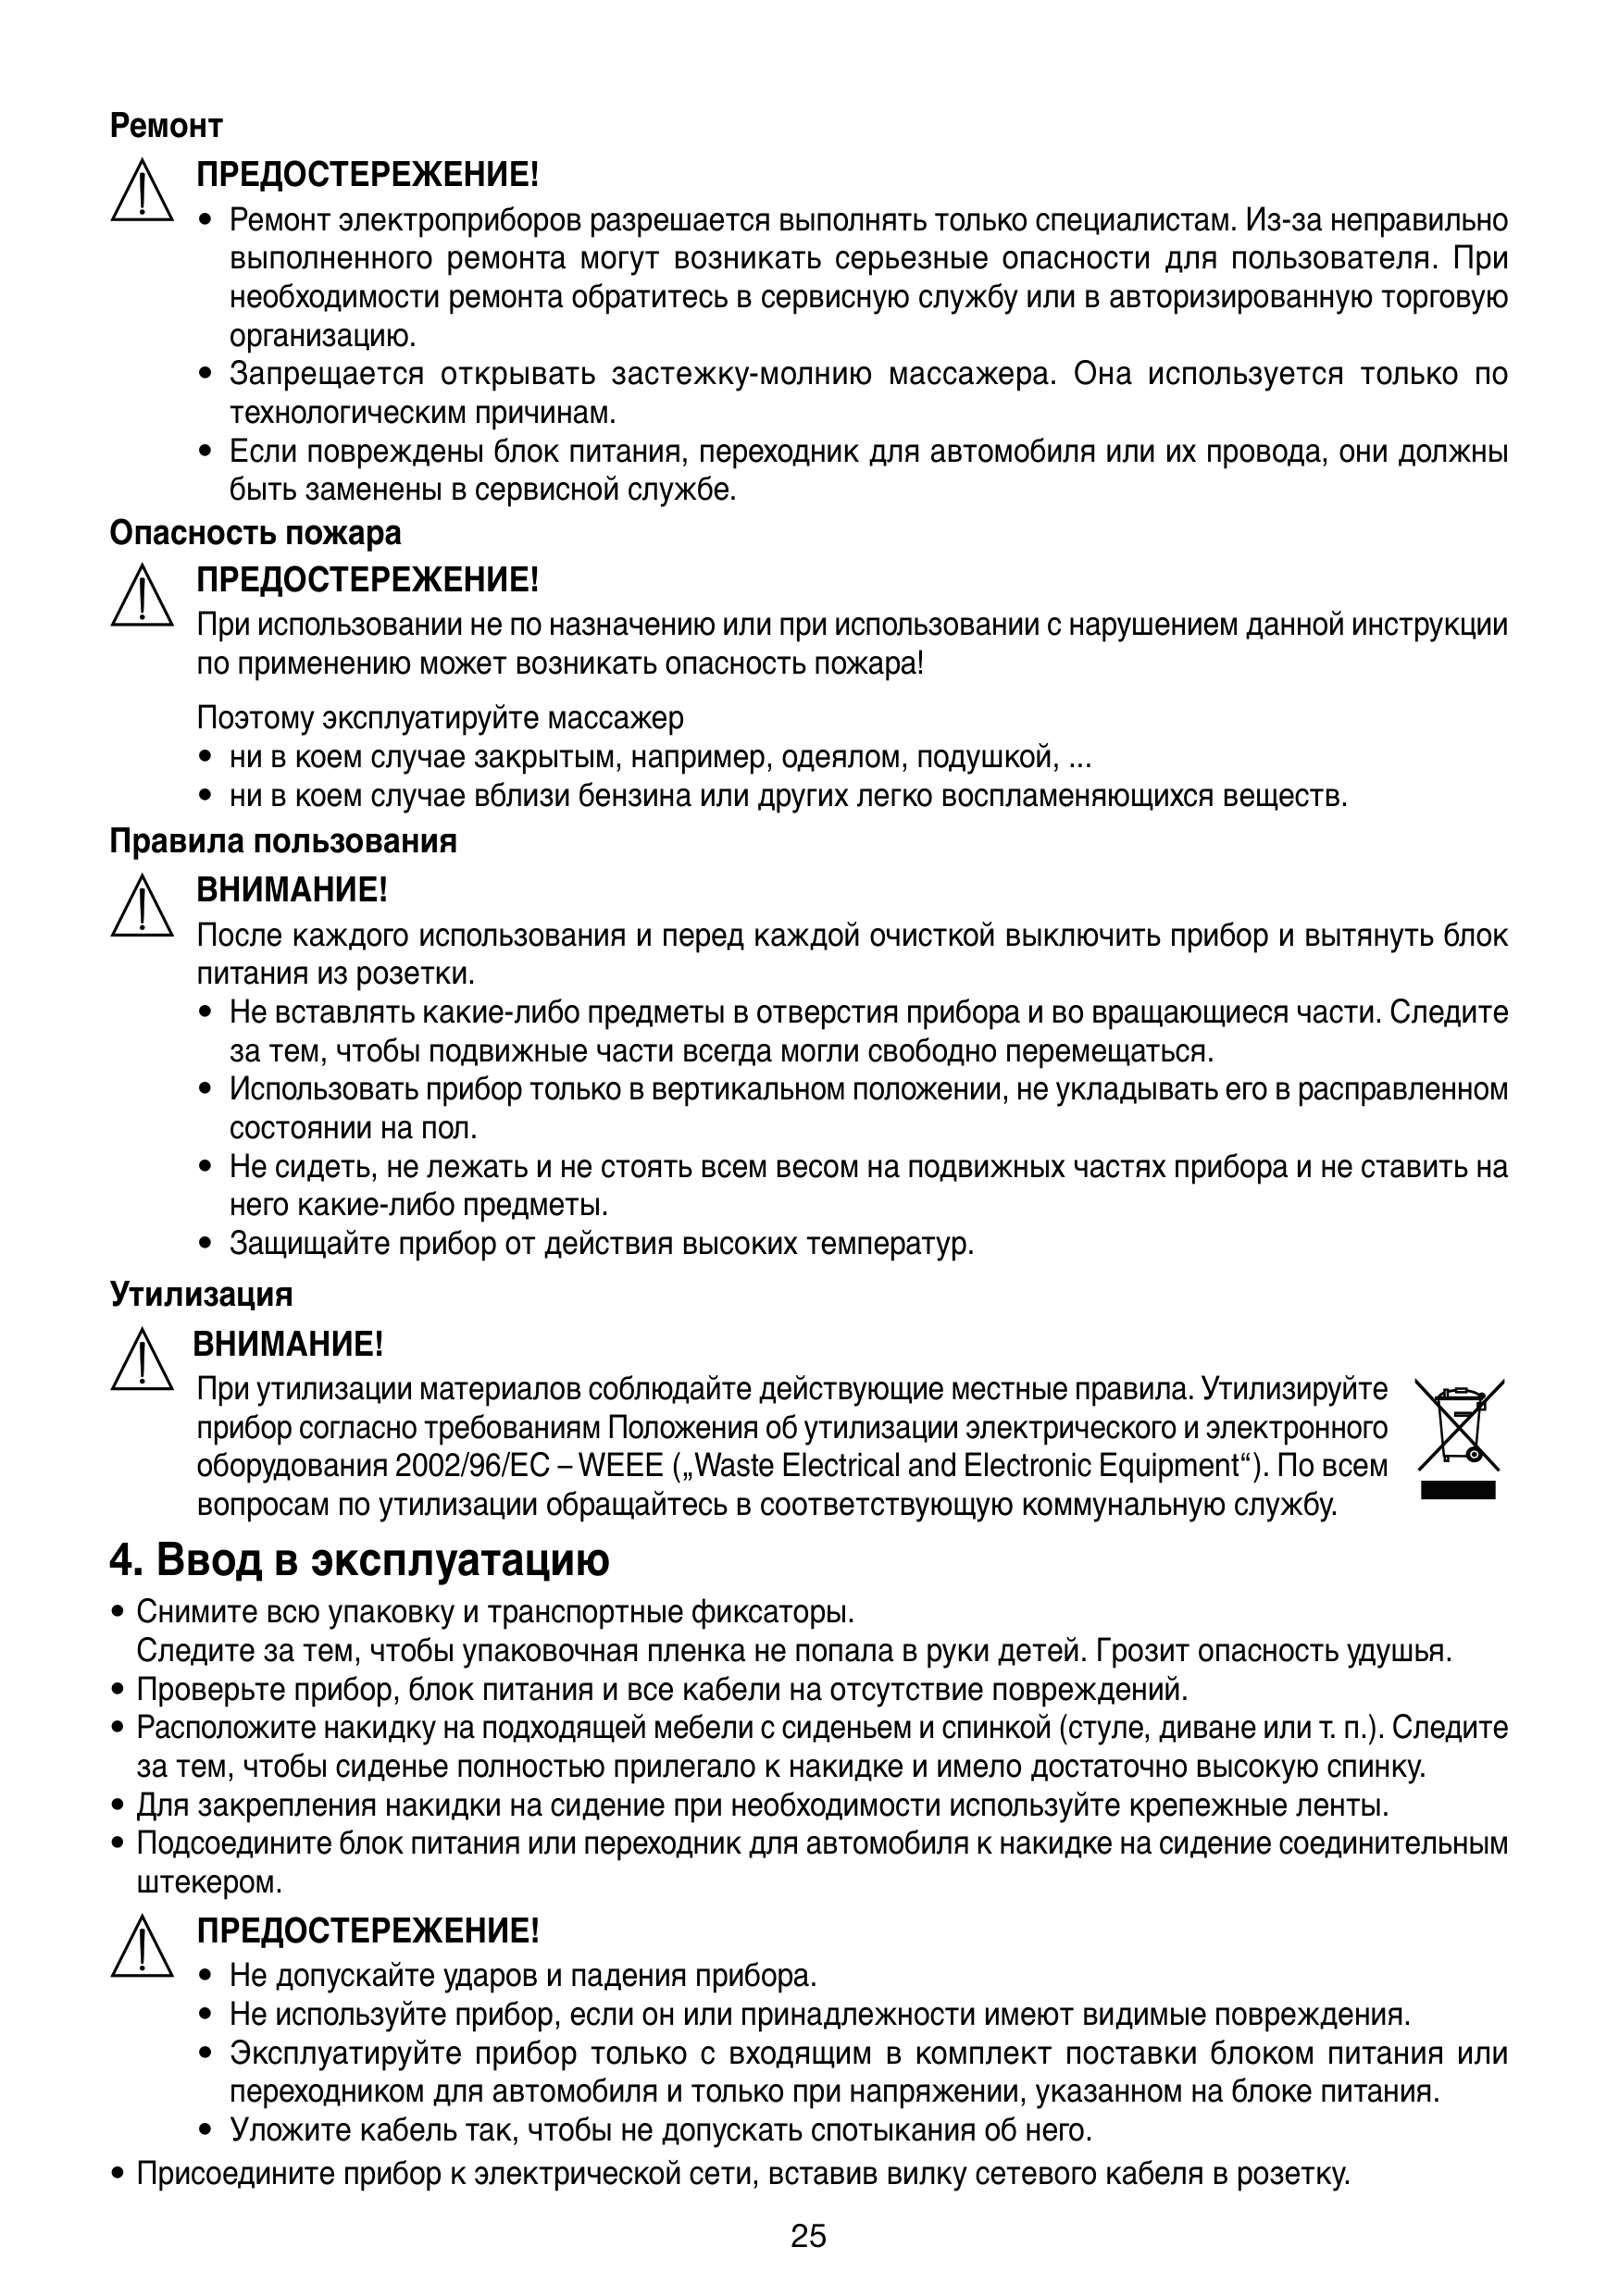 Ремонт
ПРЕДОСТЕРЕЖЕНИЕ!
• Ремонт электроприборов разрешается выполнять только специалистам. Из-за неправильно
выполненного ремонта могут возникать серьезные опасности для пользователя. При
необходимости ремонта обратитесь в сервисную службу или в авторизированную торговую
организацию.
• Запрещается открывать застежку-молнию массажера. Она используется только по
технологическим причинам.
• Если повреждены блок питания, переходник для автомобиля или их провода, они должны
быть заменены в сервисной службе.
Опасность пожара
ПРЕДОСТЕРЕЖЕНИЕ!
При использовании не по назначению или при использовании с нарушением данной инструкции
по применению может возникать опасность пожара!
Поэтому эксплуатируйте массажер
• ни в коем случае закрытым, например, одеялом, подушкой, ...
• ни в коем случае вблизи бензина или других легко воспламеняющихся веществ.
Правила пользования
ВНИМАНИЕ!
После каждого использования и перед каждой очисткой выключить прибор и вытянуть блок
питания из розетки.
• Не вставлять какие-либо предметы в отверстия прибора и во вращающиеся части. Следите
за тем, чтобы подвижные части всегда могли свободно перемещаться.
• Использовать прибор только в вертикальном положении, не укладывать его в расправленном
состоянии на пол.
• Не сидеть, не лежать и не стоять всем весом на подвижных частях прибора и не ставить на
него какие-либо предметы.
• Защищайте прибор от действия высоких температур.
Утилизация
ВНИМАНИЕ!
При утилизации материалов соблюдайте действующие местные правила. Утилизируйте
прибор согласно требованиям Положения об утилизации электрического и электронного
оборудования 2002/96/EC – WEEE („Waste Electrical and Electronic Equipment“). По всем
вопросам по утилизации обращайтесь в соответствующую коммунальную службу.
4. Ввод в эксплуатацию
• Снимите всю упаковку и транспортные фиксаторы.
Следите за тем, чтобы упаковочная пленка не попала в руки детей. Грозит опасность удушья.
• Проверьте прибор, блок питания и все кабели на отсутствие повреждений.
• Расположите накидку на подходящей мебели с сиденьем и спинкой (стуле, диване или т. п.). Следите
за тем, чтобы сиденье полностью прилегало к накидке и имело достаточно высокую спинку.
• Для закрепления накидки на сидение при необходимости используйте крепежные ленты.
• Подсоедините блок питания или переходник для автомобиля к накидке на сидение соединительным
штекером.
ПРЕДОСТЕРЕЖЕНИЕ!
• Не допускайте ударов и падения прибора.
• Не используйте прибор, если он или принадлежности имеют видимые повреждения.
• Эксплуатируйте прибор только с входящим в комплект поставки блоком питания или
переходником для автомобиля и только при напряжении, указанном на блоке питания.
• Уложите кабель так, чтобы не допускать спотыкания об него.
• Присоедините прибор к электрической сети, вставив вилку сетевого кабеля в розетку.
25